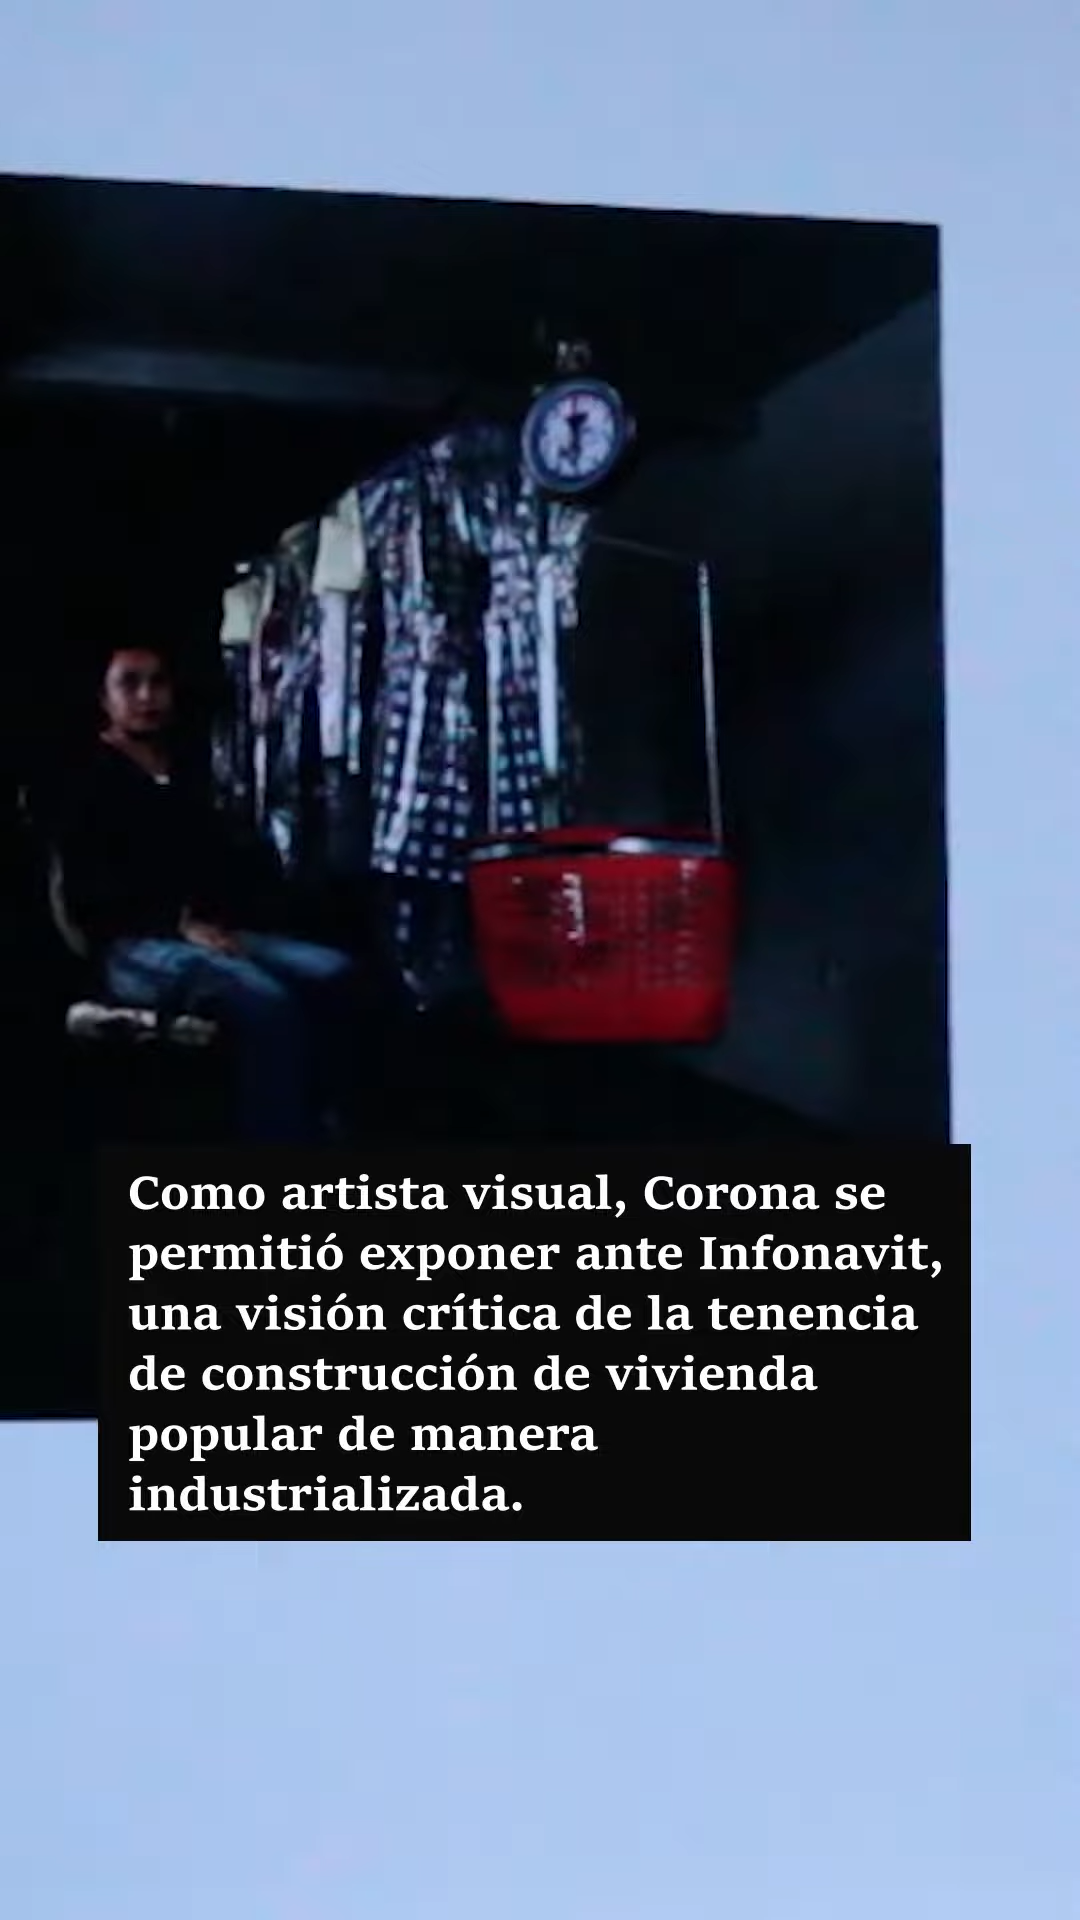 Como artista visual, Corona se
permitió exponer ante Infonavit,
una visión crítica de la tenencia
de construcción de vivienda
popular de manera
industrializada.